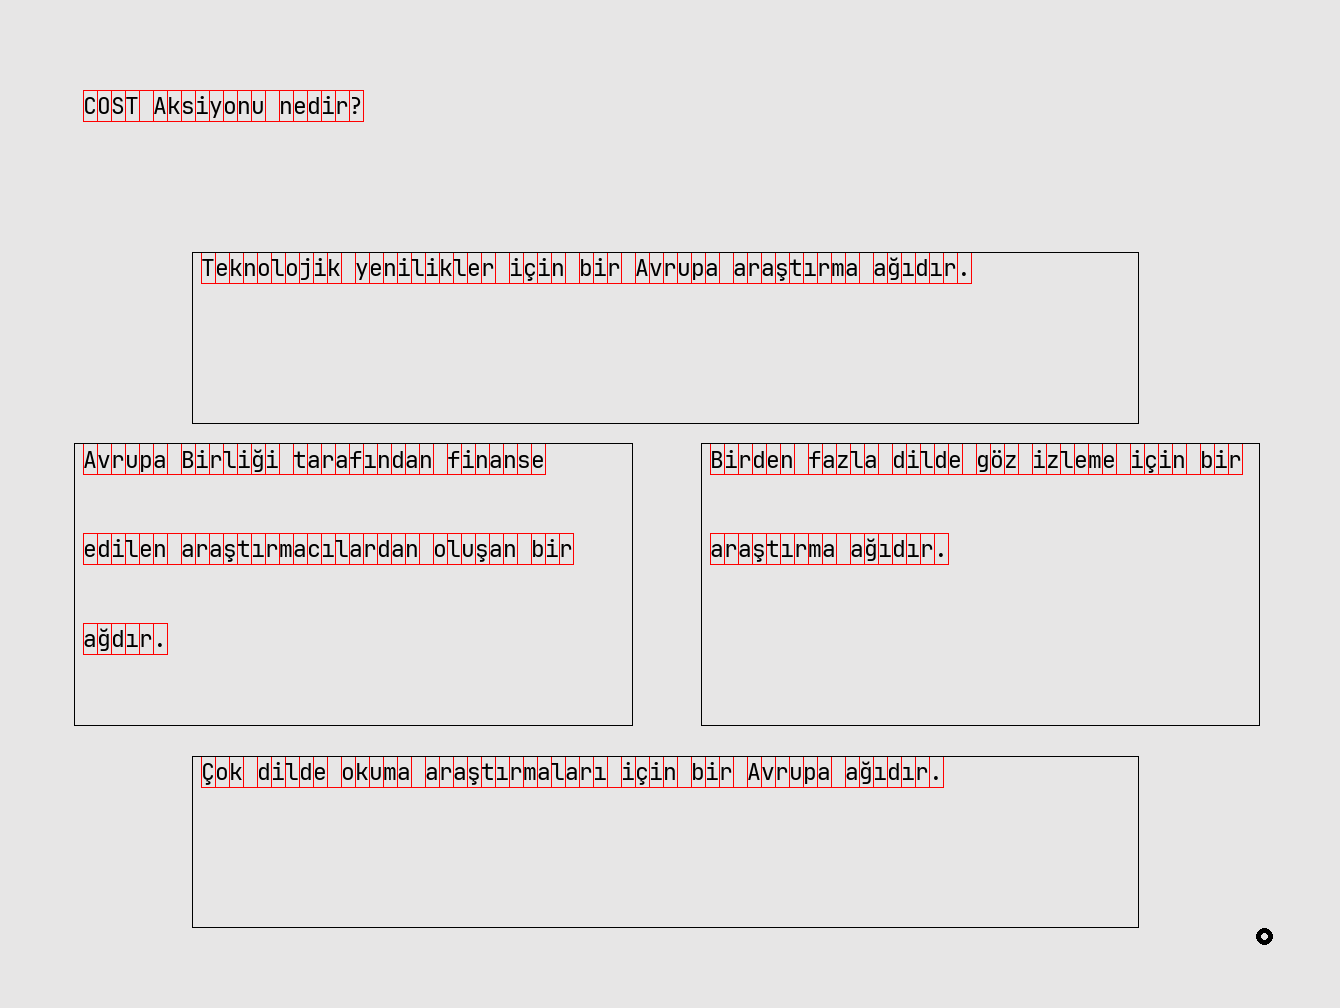 COST Aksiyonu nedir?
Teknolojik yenilikler için bir Avrupa araştırma ağıdır.
Avrupa Birliği tarafından finanse
edilen araştırmacılardan oluşan bir
ağdır.
Birden fazla dilde göz izleme için bir
araştırma ağıdır.
Çok dilde okuma araştırmaları için bir Avrupa ağıdır.